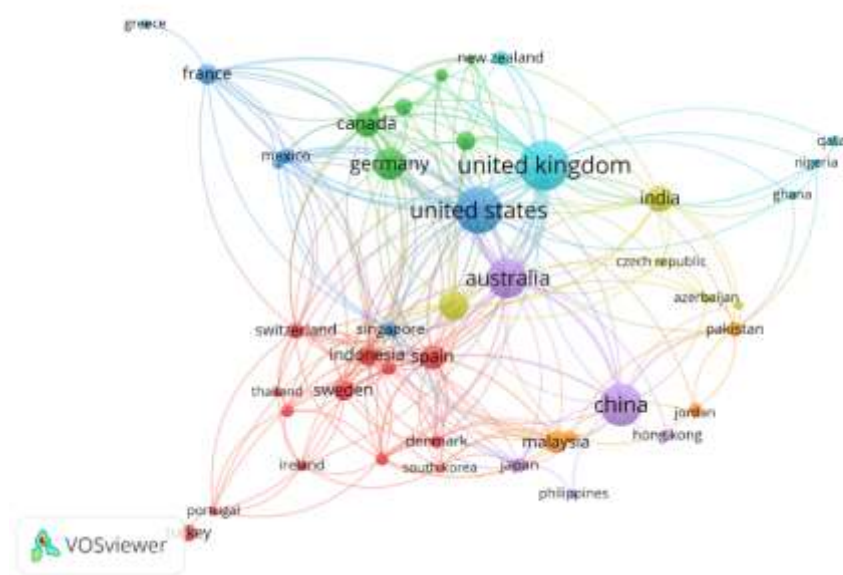 greece
new zealand
france
canada
qatar
mexico
germany
united kingdom
nigeria
india
ghana
united states
czech republic
australia
azerbaijan
switzerland
singapore
pakistan
indonesia
spain
thailand
sweden
china
jordan
denmark
malaysia
hong kong
ireland
south korea
japan
philippines
portugal
VOSviewer